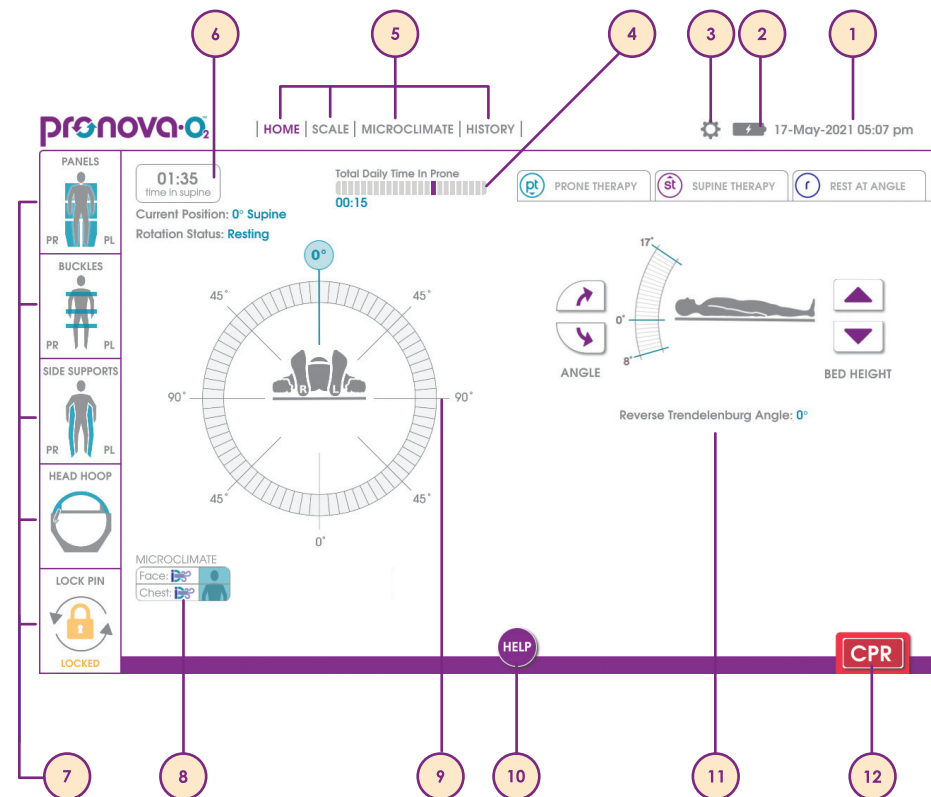 6
5
4
3
2
1
pronova·O2™
| HOME | SCALE | MICROCLIMATE | HISTORY |
17-May-2021 05:07 pm
PANELS
PR PL
BUCKLES
PR PL
SIDE SUPPORTS
PR PL
HEAD HOOP
LOCK PIN
LOCKED
01:35
time in supine
Total Daily Time In Prone
00:15
Current Position: 0° Supine
Rotation Status: Resting
pt PRONE THERAPY
st SUPINE THERAPY
r REST AT ANGLE
0°
45° 45°
90° 90°
R L
45° 45°
0°
17°
0°
8°
ANGLE
BED HEIGHT
Reverse Trendelenburg Angle: 0°
MICROCLIMATE
Face:
Chest:
HELP
CPR
7
8
9
10
11
12